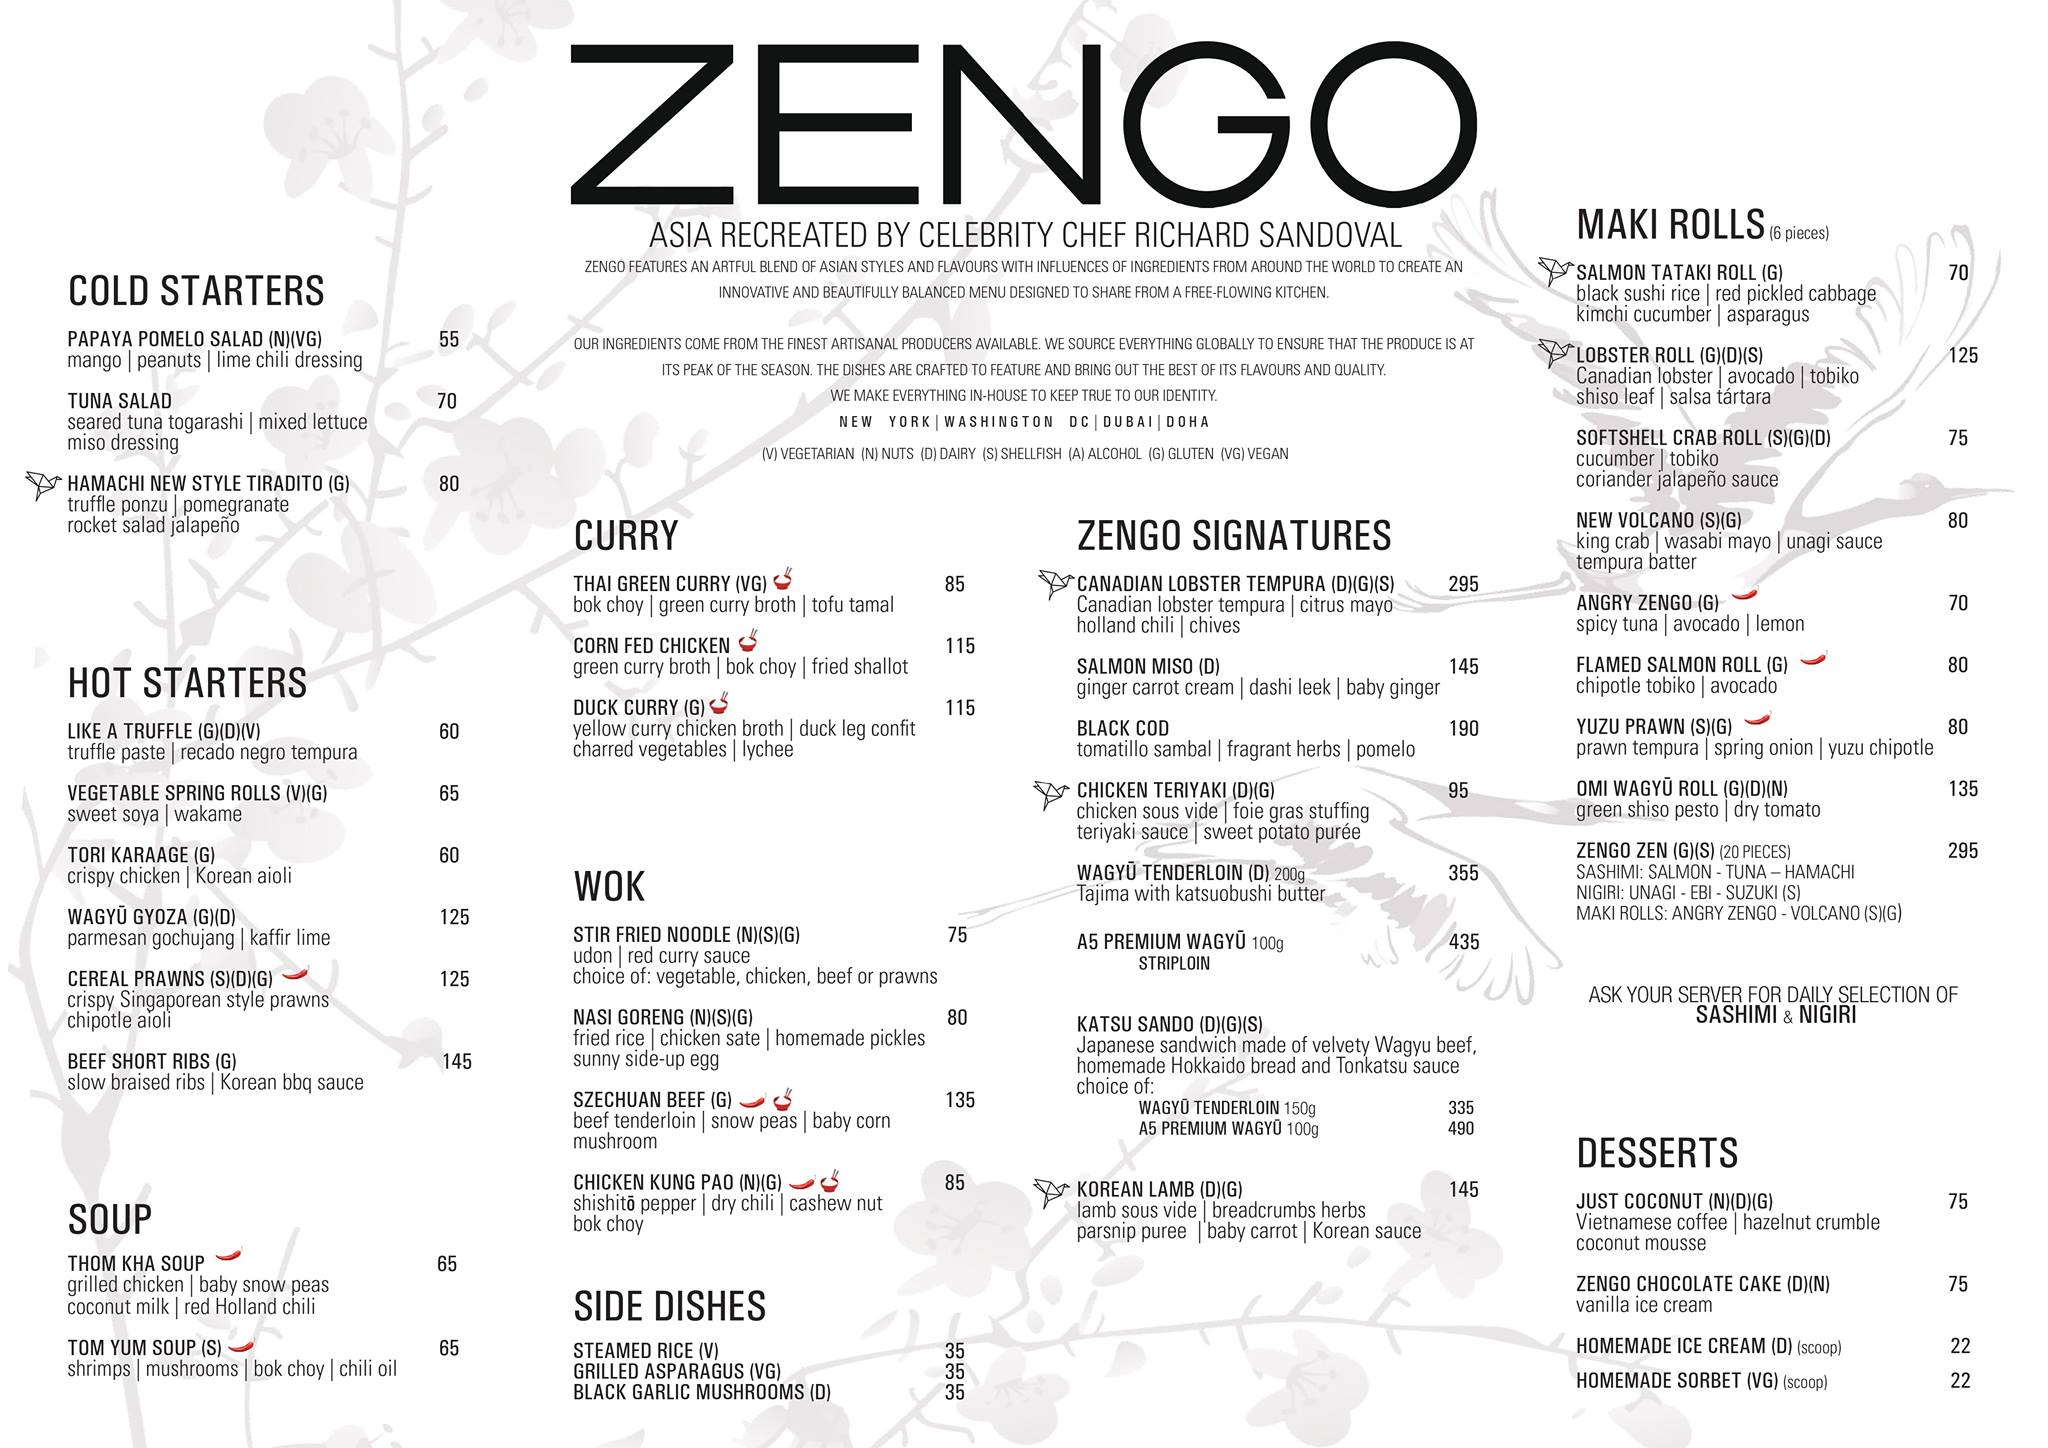 ZENGO
ASIA RECREATED BY CELEBRITY CHEF RICHARD SANDOVAL
ZENGO FEATURES AN ARTFUL BLEND OF ASIAN STYLES AND FLAVOURS WITH INFLUENCES OF INGREDIENTS FROM AROUND THE WORLD TO CREATE AN
INNOVATIVE AND BEAUTIFULLY BALANCED MENU DESIGNED TO SHARE FROM A FREE-FLOWING KITCHEN.
OUR INGREDIENTS COME FROM THE FINEST ARTISANAL PRODUCERS AVAILABLE. WE SOURCE EVERYTHING GLOBALLY TO ENSURE THAT THE PRODUCE IS AT
ITS PEAK OF THE SEASON. THE DISHES ARE CRAFTED TO FEATURE AND BRING OUT THE BEST OF ITS FLAVOURS AND QUALITY.
WE MAKE EVERYTHING IN-HOUSE TO KEEP TRUE TO OUR IDENTITY.
NEW YORK | WASHINGTON DC | DUBAI | DOHA
(V) VEGETARIAN (N) NUTS (D) DAIRY (S) SHELLFISH (A) ALCOHOL (G) GLUTEN (VG) VEGAN
COLD STARTERS
PAPAYA POMELO SALAD (N)(VG) 55
mango | peanuts | lime chili dressing
TUNA SALAD 70
seared tuna togarashi | mixed lettuce
miso dressing
HAMACHI NEW STYLE TIRADITO (G) 80
truffle ponzu | pomegranate
rocket salad jalapeño
HOT STARTERS
LIKE A TRUFFLE (G)(D)(V) 60
truffle paste | recado negro tempura
VEGETABLE SPRING ROLLS (V)(G) 65
sweet soya | wakame
TORI KARAAGE (G) 60
crispy chicken | Korean aioli
WAGYŪ GYOZA (G)(D) 125
parmesan gochujang | kaffir lime
CEREAL PRAWNS (S)(D)(G) 125
crispy Singaporean style prawns
chipotle aioli
BEEF SHORT RIBS (G) 145
slow braised ribs | Korean bbq sauce
SOUP
THOM KHA SOUP 65
grilled chicken | baby snow peas
coconut milk | red Holland chili
TOM YUM SOUP (S) 65
shrimps | mushrooms | bok choy | chili oil
CURRY
THAI GREEN CURRY (VG) 85
bok choy | green curry broth | tofu tamal
CORN FED CHICKEN 115
green curry broth | bok choy | fried shallot
DUCK CURRY (G) 115
yellow curry chicken broth | duck leg confit
charred vegetables | lychee
WOK
STIR FRIED NOODLE (N)(S)(G) 75
udon | red curry sauce
choice of: vegetable, chicken, beef or prawns
NASI GORENG (N)(S)(G) 80
fried rice | chicken sate | homemade pickles
sunny side-up egg
SZECHUAN BEEF (G) 135
beef tenderloin | snow peas | baby corn
mushroom
CHICKEN KUNG PAO (N)(G) 85
shishitō pepper | dry chili | cashew nut
bok choy
SIDE DISHES
STEAMED RICE (V) 35
GRILLED ASPARAGUS (VG) 35
BLACK GARLIC MUSHROOMS (D) 35
ZENGO SIGNATURES
CANADIAN LOBSTER TEMPURA (D)(G)(S) 295
Canadian lobster tempura | citrus mayo
holland chili | chives
SALMON MISO (D) 145
ginger carrot cream | dashi leek | baby ginger
BLACK COD 190
tomatillo sambal | fragrant herbs | pomelo
CHICKEN TERIYAKI (D)(G) 95
chicken sous vide | foie gras stuffing
teriyaki sauce | sweet potato purée
WAGYŪ TENDERLOIN (D) 200g 355
Tajima with katsuobushi butter
A5 PREMIUM WAGYŪ 100g 435
STRIPLOIN
KATSU SANDO (D)(G)(S)
Japanese sandwich made of velvety Wagyu beef,
homemade Hokkaido bread and Tonkatsu sauce
choice of:
WAGYŪ TENDERLOIN 150g 335
A5 PREMIUM WAGYŪ 100g 490
KOREAN LAMB (D)(G) 145
lamb sous vide | breadcrumbs herbs
parsnip puree | baby carrot | Korean sauce
MAKI ROLLS (6 pieces)
SALMON TATAKI ROLL (G) 70
black sushi rice | red pickled cabbage
kimchi cucumber | asparagus
LOBSTER ROLL (G)(D)(S) 125
Canadian lobster | avocado | tobiko
shiso leaf | salsa tártara
SOFTSHELL CRAB ROLL (S)(G)(D) 75
cucumber | tobiko
coriander jalapeño sauce
NEW VOLCANO (S)(G) 80
king crab | wasabi mayo | unagi sauce
tempura batter
ANGRY ZENGO (G) 70
spicy tuna | avocado | lemon
FLAMED SALMON ROLL (G) 80
chipotle tobiko | avocado
YUZU PRAWN (S)(G) 80
prawn tempura | spring onion | yuzu chipotle
OMI WAGYŪ ROLL (G)(D)(N) 135
green shiso pesto | dry tomato
ZENGO ZEN (G)(S) (20 PIECES) 295
SASHIMI: SALMON - TUNA – HAMACHI
NIGIRI: UNAGI - EBI - SUZUKI (S)
MAKI ROLLS: ANGRY ZENGO - VOLCANO (S)(G)
ASK YOUR SERVER FOR DAILY SELECTION OF
SASHIMI & NIGIRI
DESSERTS
JUST COCONUT (N)(D)(G) 75
Vietnamese coffee | hazelnut crumble
coconut mousse
ZENGO CHOCOLATE CAKE (D)(N) 75
vanilla ice cream
HOMEMADE ICE CREAM (D) (scoop) 22
HOMEMADE SORBET (VG) (scoop) 22